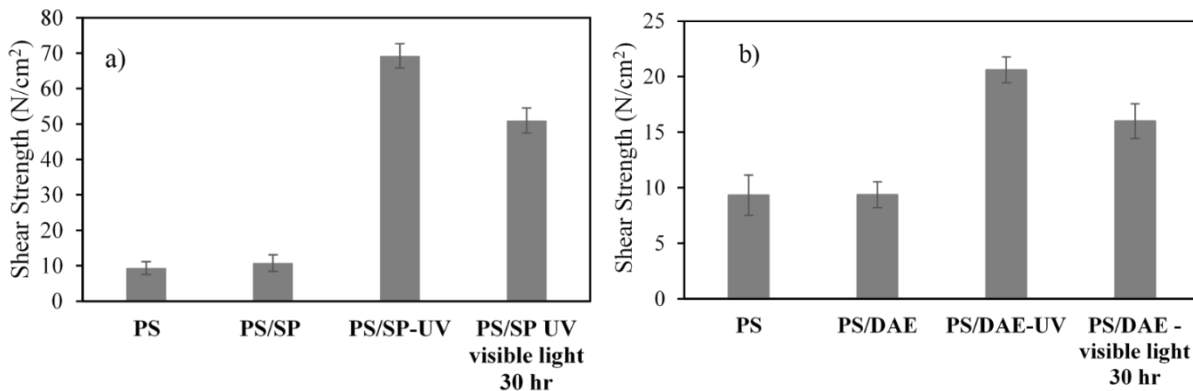 a)
Shear Strength (N/cm²)
80
70
60
50
40
30
20
10
0
PS
PS/SP
PS/SP-UV
PS/SP UV
visible light
30 hr
b)
Shear Strength (N/cm²)
25
20
15
10
5
0
PS
PS/DAE
PS/DAE-UV
PS/DAE -
visible light
30 hr